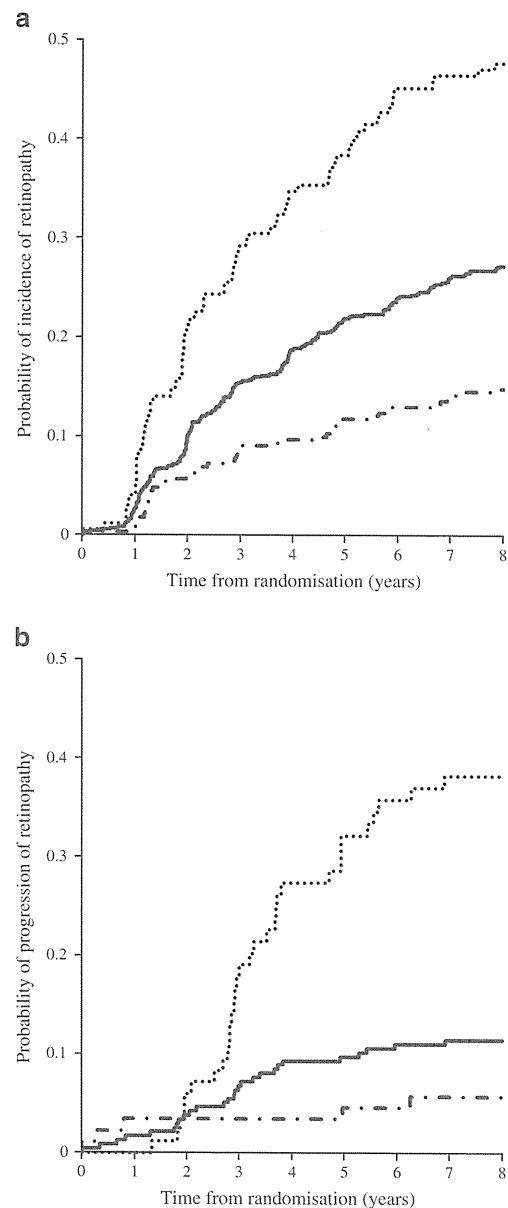 a
Probability of incidence of retinopathy
0.5
0.4
0.3
0.2
0.1
0
0 1 2 3 4 5 6 7 8
Time from randomisation (years)
b
Probability of progression of retinopathy
0.5
0.4
0.3
0.2
0.1
0
0 1 2 3 4 5 6 7 8
Time from randomisation (years)